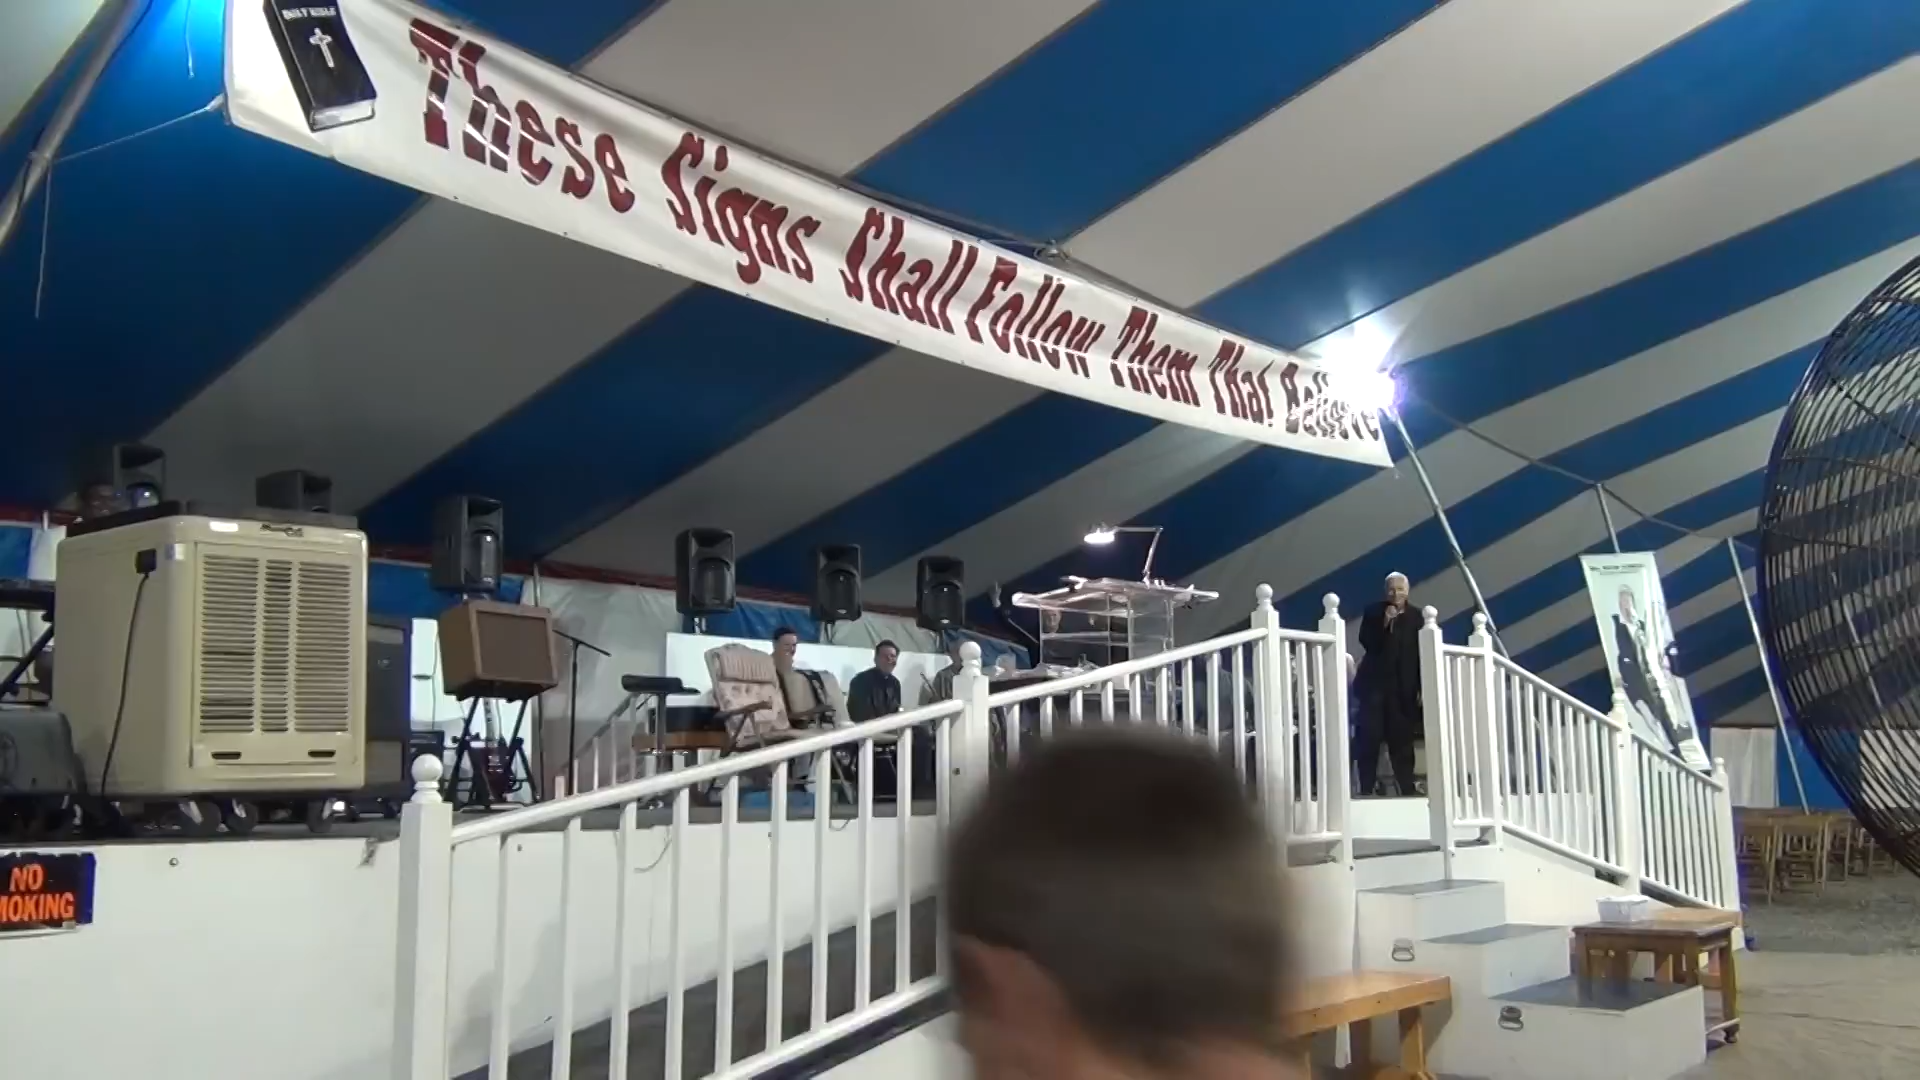 HOLY BIBLE
These Signs Shall Follow Them That Believe
NO
MOKING